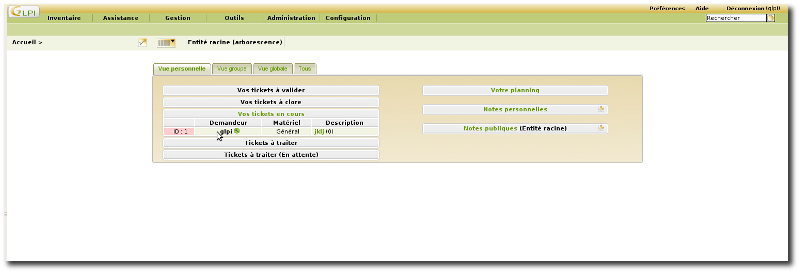 GLPI
Préférences Aide Déconnexion (glpi)
Inventaire Assistance Gestion Outils Administration Configuration
Rechercher
Accueil > Entité racine (arborescence)
Vue personnelle Vue groupe Vue globale Tous
Vos tickets à valider
Vos tickets à clore
Vos tickets en cours
Demandeur Matériel Description
ID : 1 glpi Général (0)
Tickets à traiter
Tickets à traiter (En attente)
Votre planning
Notes personnelles
Notes publiques (Entité racine)